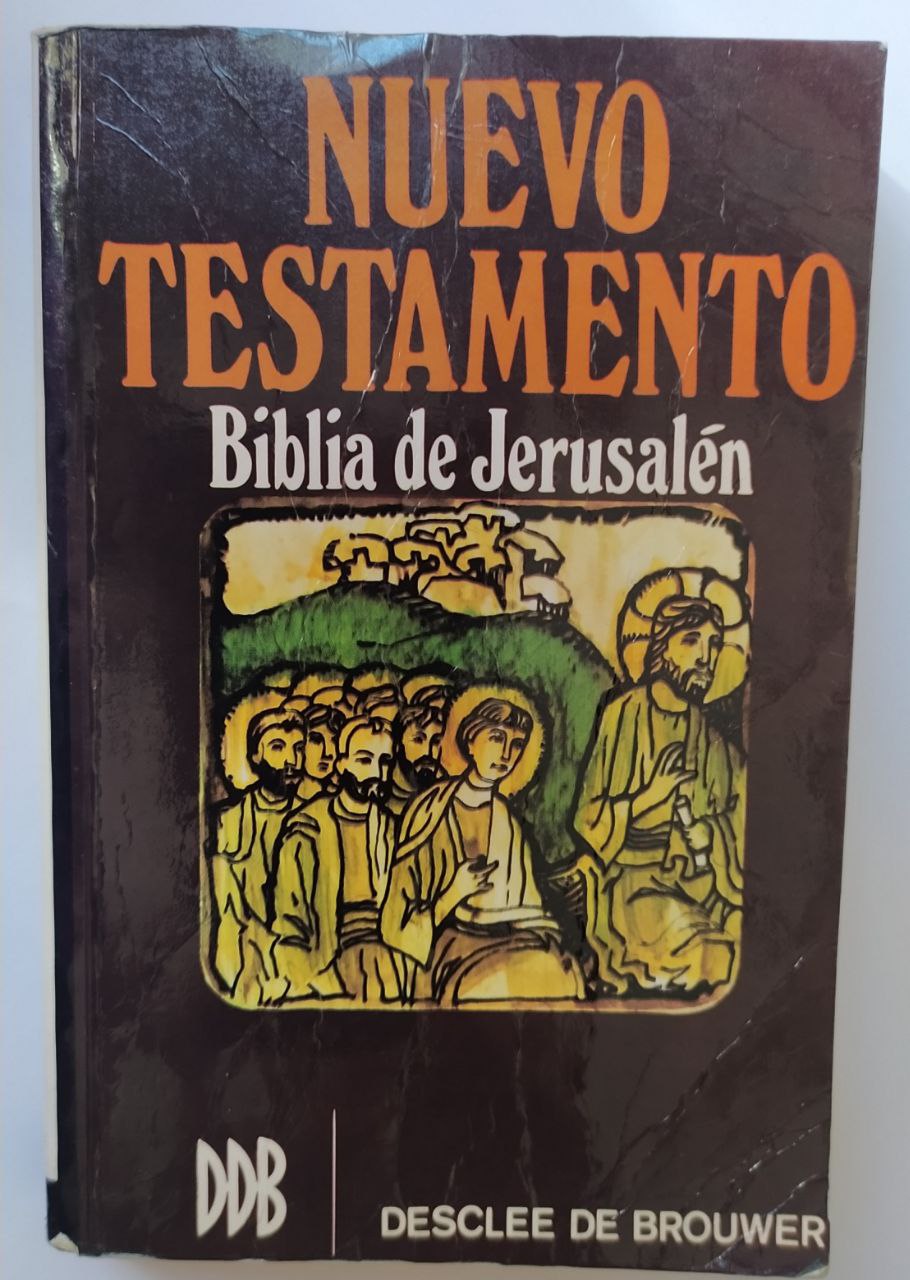 NUEVO
TESTAMENTO
Biblia de Jerusalén
DDB
DESCLEE DE BROUWER